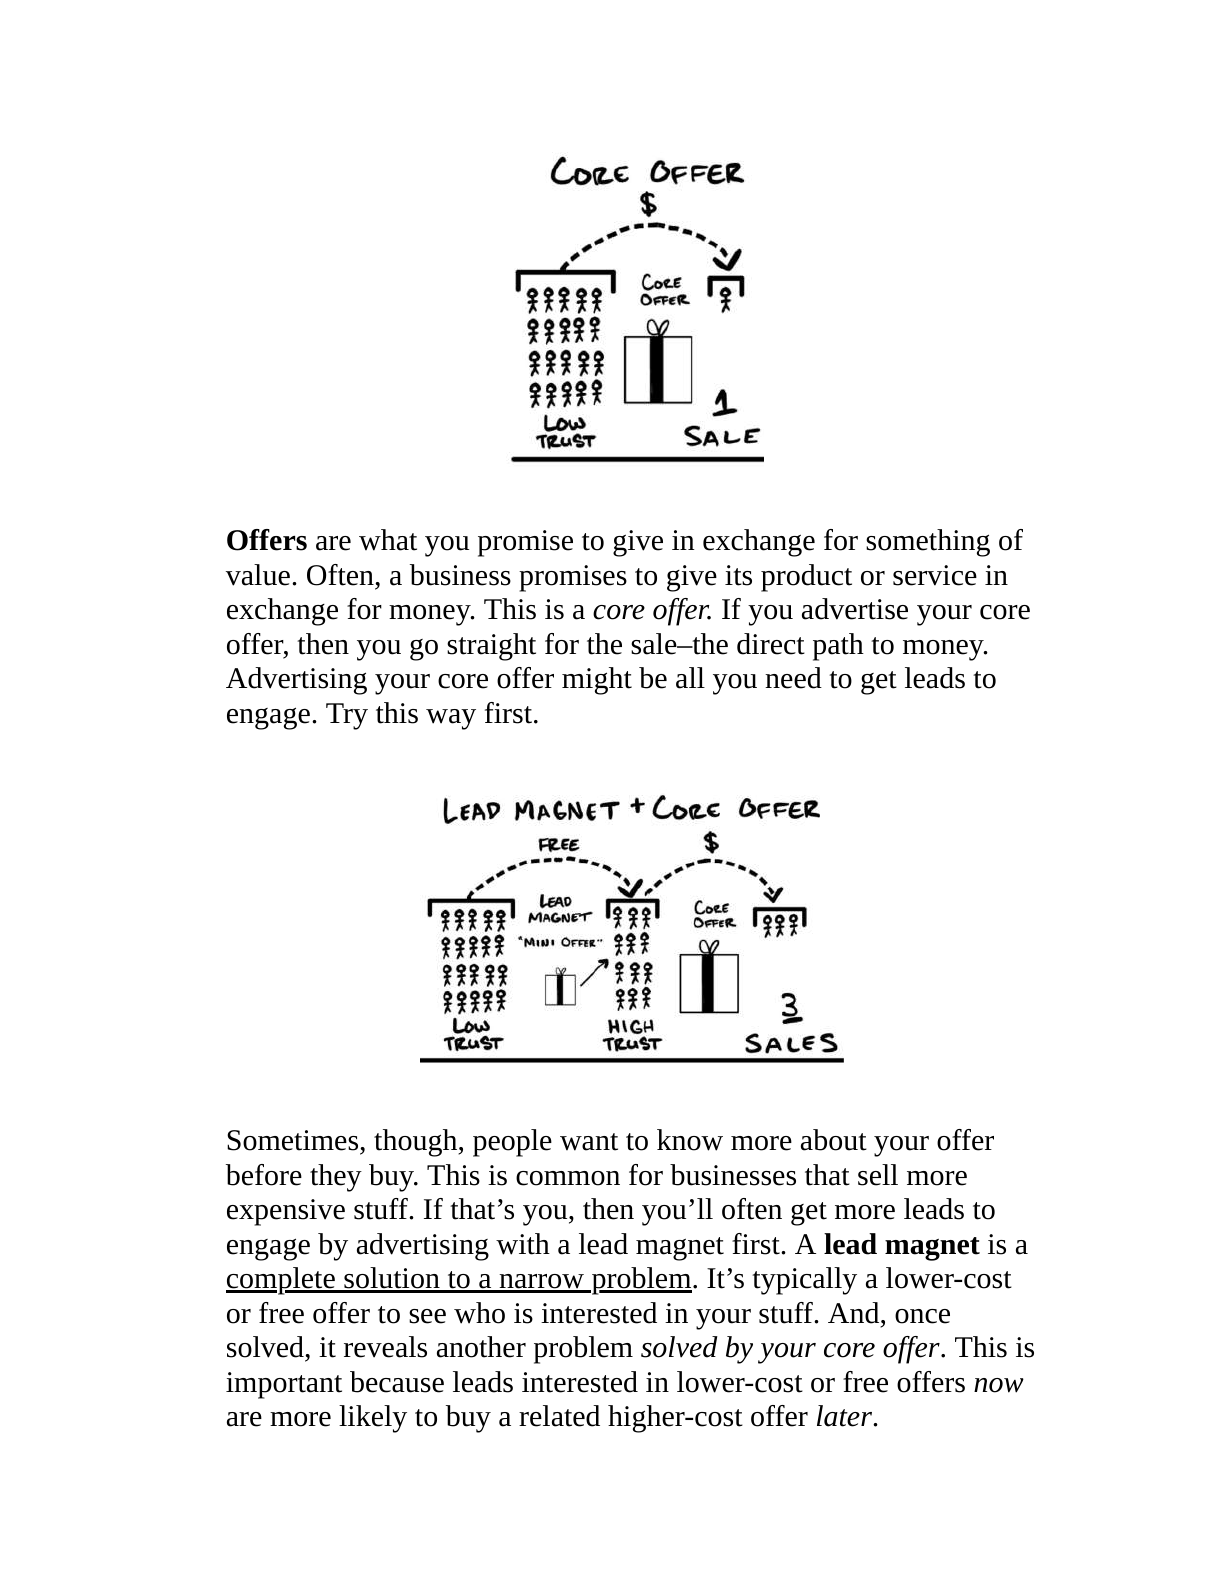 CORE OFFER
$
CORE
OFFER
LOW
TRUST
1
SALE
Offers are what you promise to give in exchange for something of
value. Often, a business promises to give its product or service in
exchange for money. This is a core offer. If you advertise your core
offer, then you go straight for the sale–the direct path to money.
Advertising your core offer might be all you need to get leads to
engage. Try this way first.
LEAD MAGNET + CORE OFFER
FREE
$
LEAD
MAGNET
"MINI OFFER"
CORE
OFFER
LOW
TRUST
HIGH
TRUST
3
SALES
Sometimes, though, people want to know more about your offer
before they buy. This is common for businesses that sell more
expensive stuff. If that’s you, then you’ll often get more leads to
engage by advertising with a lead magnet first. A lead magnet is a
complete solution to a narrow problem. It’s typically a lower-cost
or free offer to see who is interested in your stuff. And, once
solved, it reveals another problem solved by your core offer. This is
important because leads interested in lower-cost or free offers now
are more likely to buy a related higher-cost offer later.